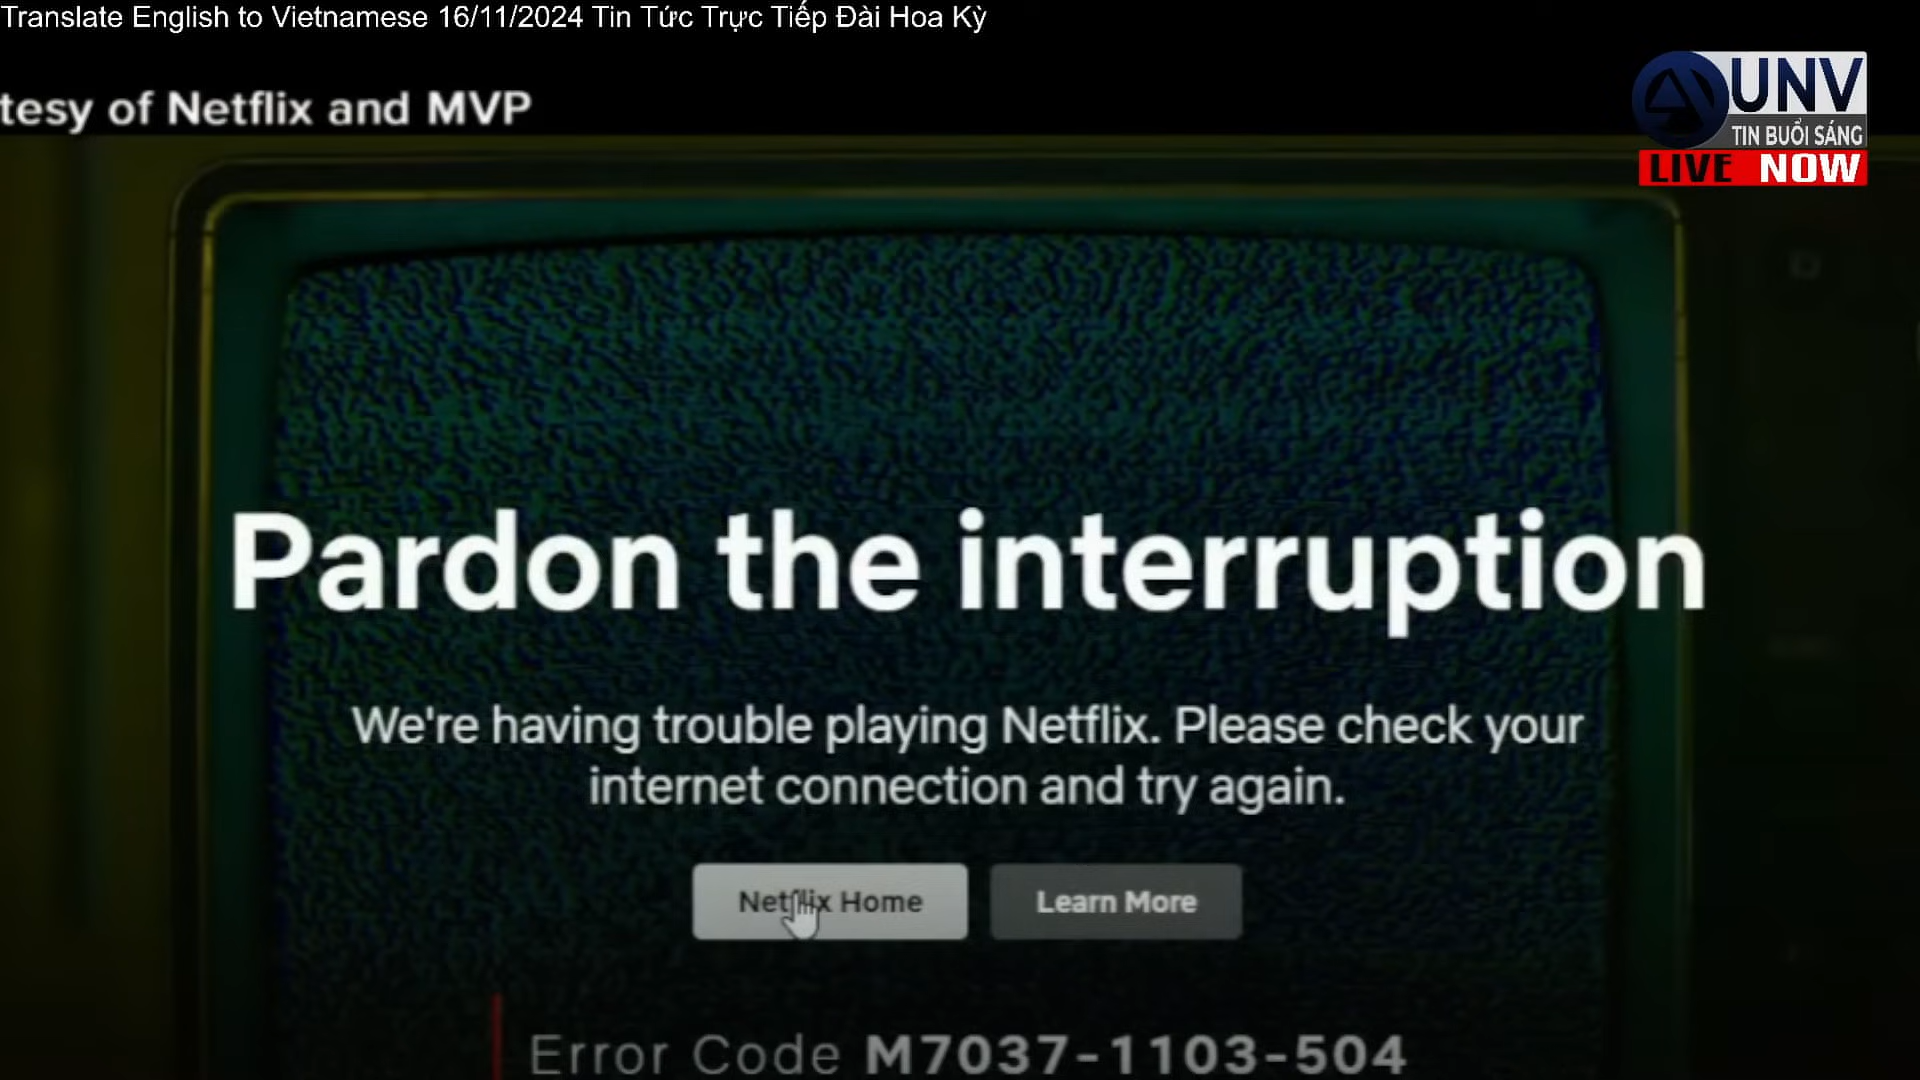 Translate English to Vietnamese 16/11/2024 Tin Tức Trực Tiếp Đài Hoa Kỳ
tesy of Netflix and MVP
UNV
TIN BUỔI SÁNG
LIVE NOW
Pardon the interruption
We're having trouble playing Netflix. Please check your
internet connection and try again.
Netflix Home
Learn More
Error Code M7037-1103-504